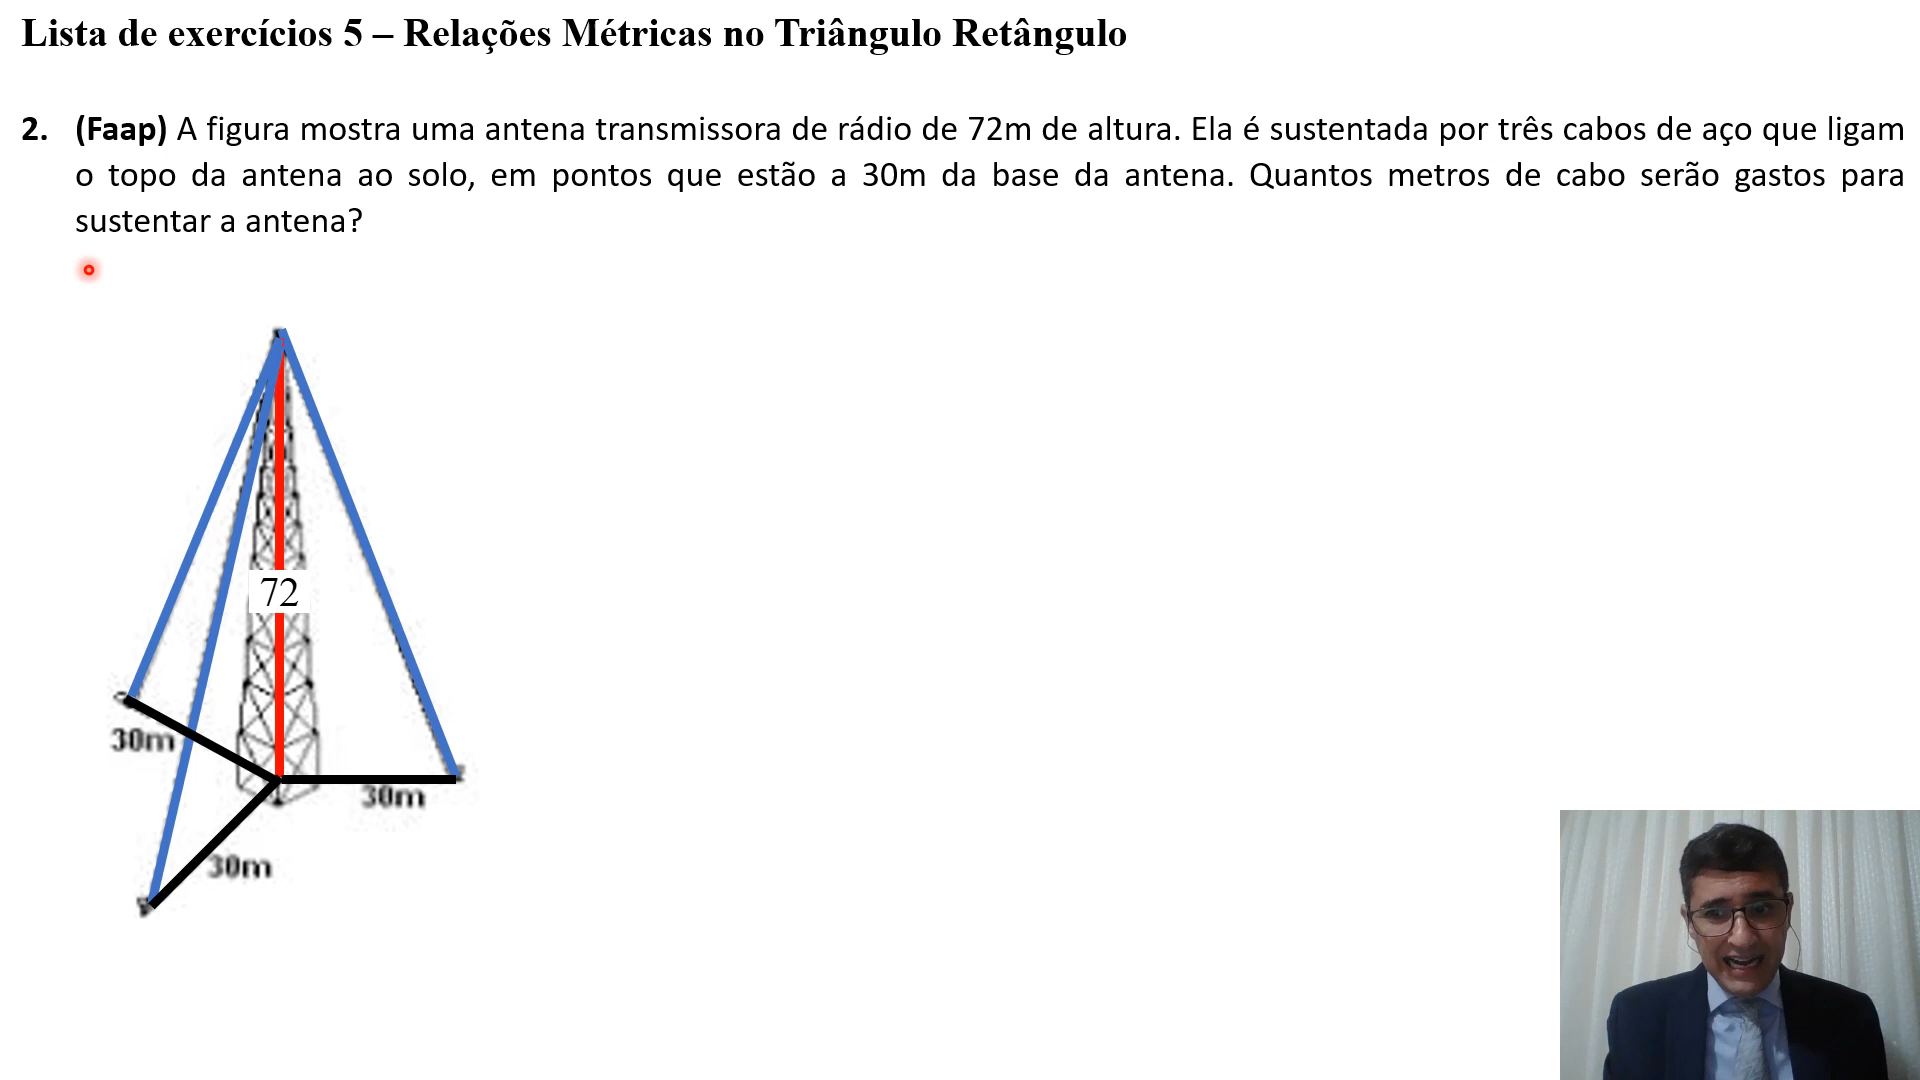 Lista de exercícios 5 – Relações Métricas no Triângulo Retângulo
2. (Faap) A figura mostra uma antena transmissora de rádio de 72m de altura. Ela é sustentada por três cabos de aço que ligam
o topo da antena ao solo, em pontos que estão a 30m da base da antena. Quantos metros de cabo serão gastos para
sustentar a antena?
72
30m
30m
30m